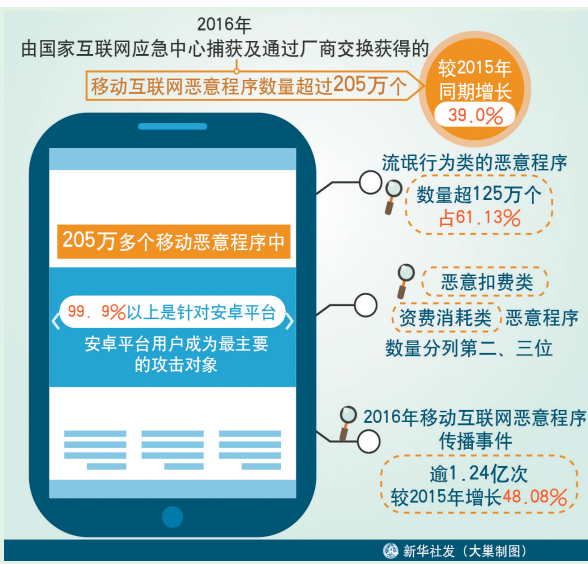 2016年
由国家互联网应急中心捕获及通过厂商交换获得的
移动互联网恶意程序数量超过205万个
较2015年
同期增长
39.0%
流氓行为类的恶意程序
数量超125万个
占61.13%
205万多个移动恶意程序中
99.9%以上是针对安卓平台
安卓平台用户成为最主要
的攻击对象
恶意扣费类
资费消耗类 恶意程序
数量分列第二、三位
2016年移动互联网恶意程序
传播事件
逾1.24亿次
较2015年增长48.08%
新华社发（大巢制图）